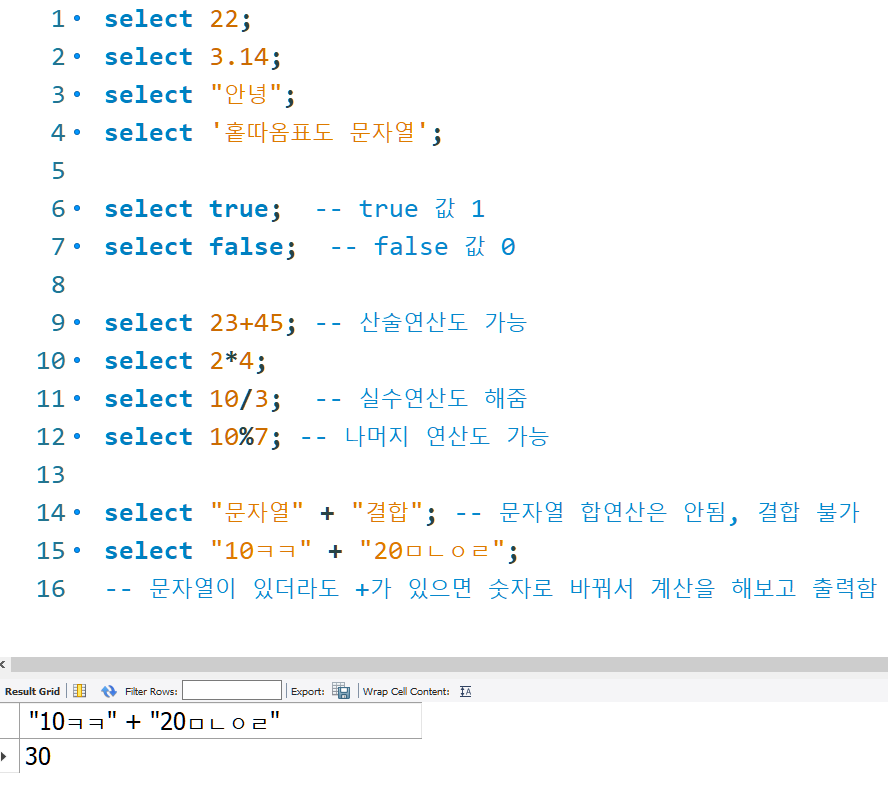 1 select 22;
2 select 3.14;
3 select "안녕";
4 select '홑따옴표도 문자열';
5
6 select true;  -- true 값 1
7 select false;  -- false 값 0
8
9 select 23+45; -- 산술연산도 가능
10 select 2*4;
11 select 10/3;  -- 실수연산도 해줌
12 select 10%7; -- 나머지 연산도 가능
13
14 select "문자열" + "결합"; -- 문자열 합연산은 안됨, 결합 불가
15 select "10ㅋㅋ" + "20ㅁㄴㅇㄹ";
16 -- 문자열이 있더라도 +가 있으면 숫자로 바꿔서 계산을 해보고 출력함
Result Grid Filter Rows: Export: Wrap Cell Content:
"10ㅋㅋ" + "20ㅁㄴㅇㄹ"
30